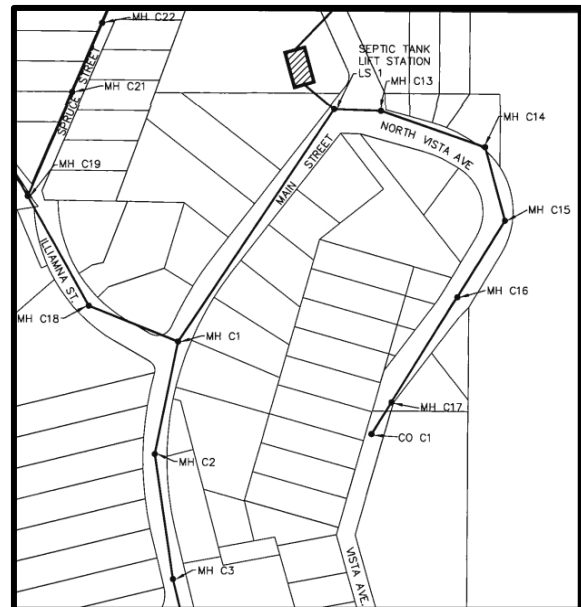 MH C22
SEPTIC TANK
LIFT STATION
LS 1
MH C13
SPRUCE STREET
MH C21
NORTH VISTA AVE
MH C14
MAIN STREET
MH C19
MH C15
ILLIAMNA ST.
MH C16
MH C18
MH C1
MH C17
CO C1
MH C2
VISTA AVE.
MH C3